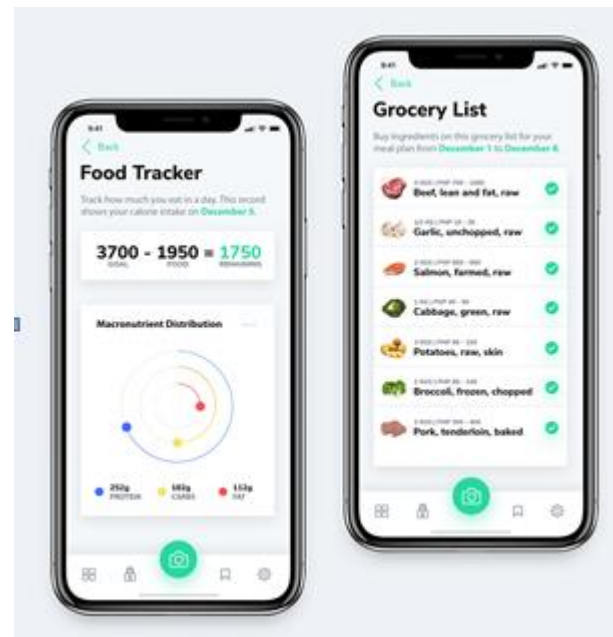 9:41
Back
Food Tracker
Track how much you eat in a day. This record
shows your calorie intake on December 5.
3700 - 1950 = 1750
GOAL FOOD REMAINING
Macronutrient Distribution
252g
PROTEIN
CARBS
112g
FAT
9:41
Back
Grocery List
Buy ingredients on this grocery list for your
meal plan from December 1 to December
Beef, lean and fat, raw
Garlic, unchopped, raw
Salmon, farmed, raw
Cabbage, green, raw
Potatoes, raw, skin
Broccoli, frozen, chopped
Pork, tenderloin, baked